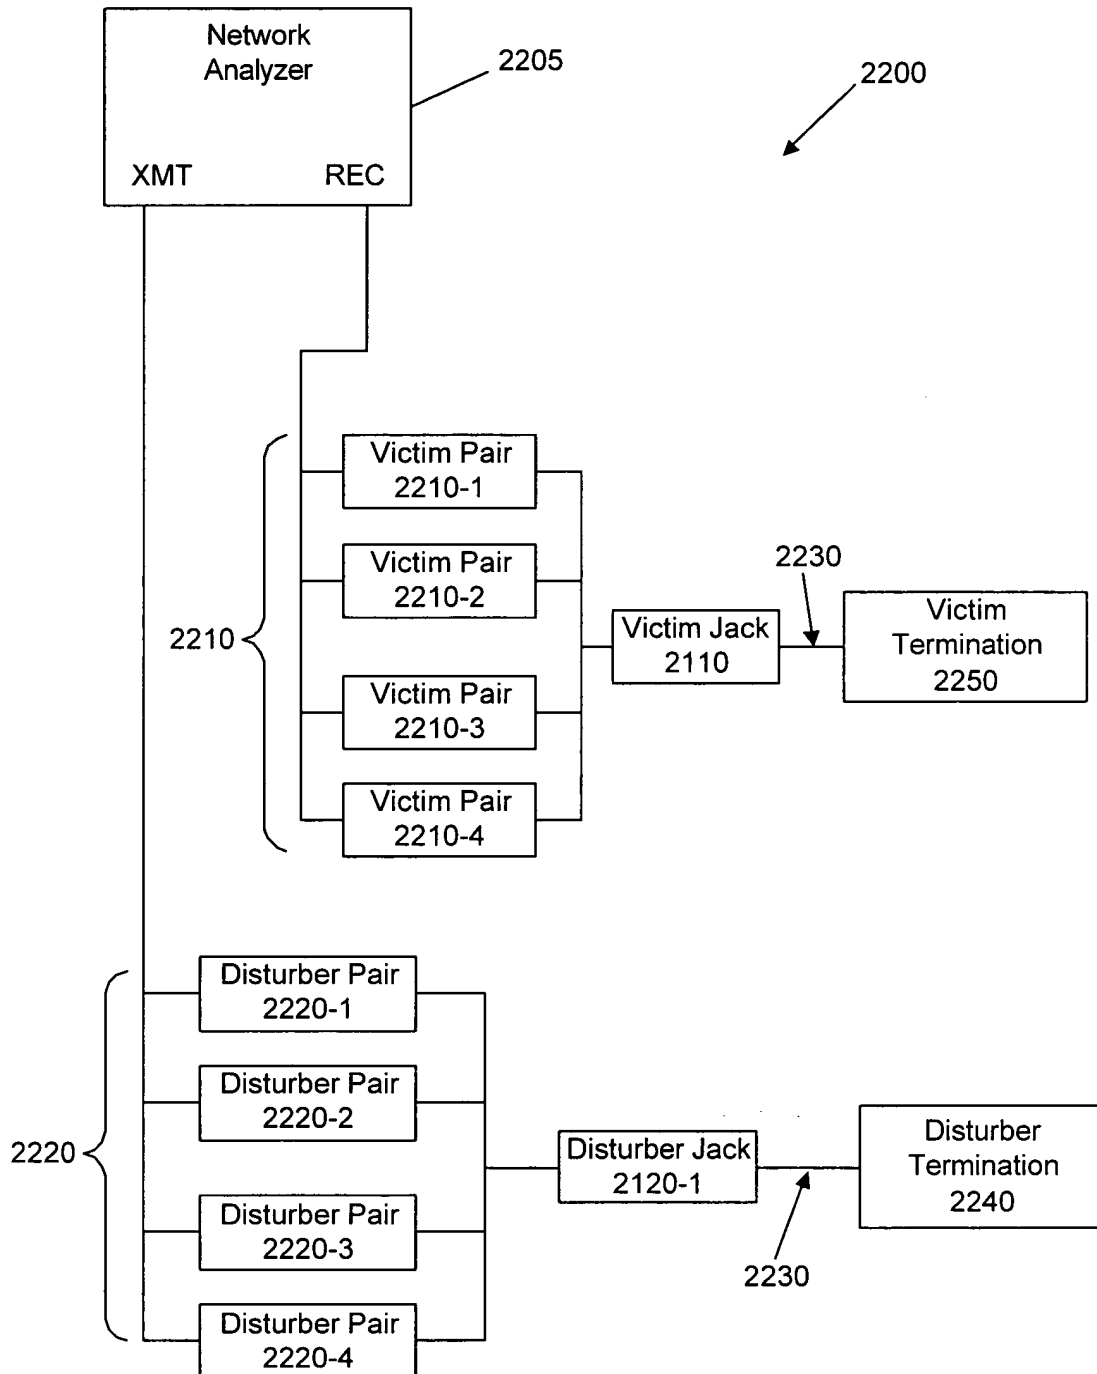 Network
Analyzer
2205
2200
XMT
REC
Victim Pair
2210-1
Victim Pair
2210-2
2230
2210
Victim Jack
2110
Victim
Termination
2250
Victim Pair
2210-3
Victim Pair
2210-4
Disturber Pair
2220-1
Disturber Pair
2220-2
2220
Disturber Jack
2120-1
Disturber
Termination
2240
Disturber Pair
2220-3
2230
Disturber Pair
2220-4